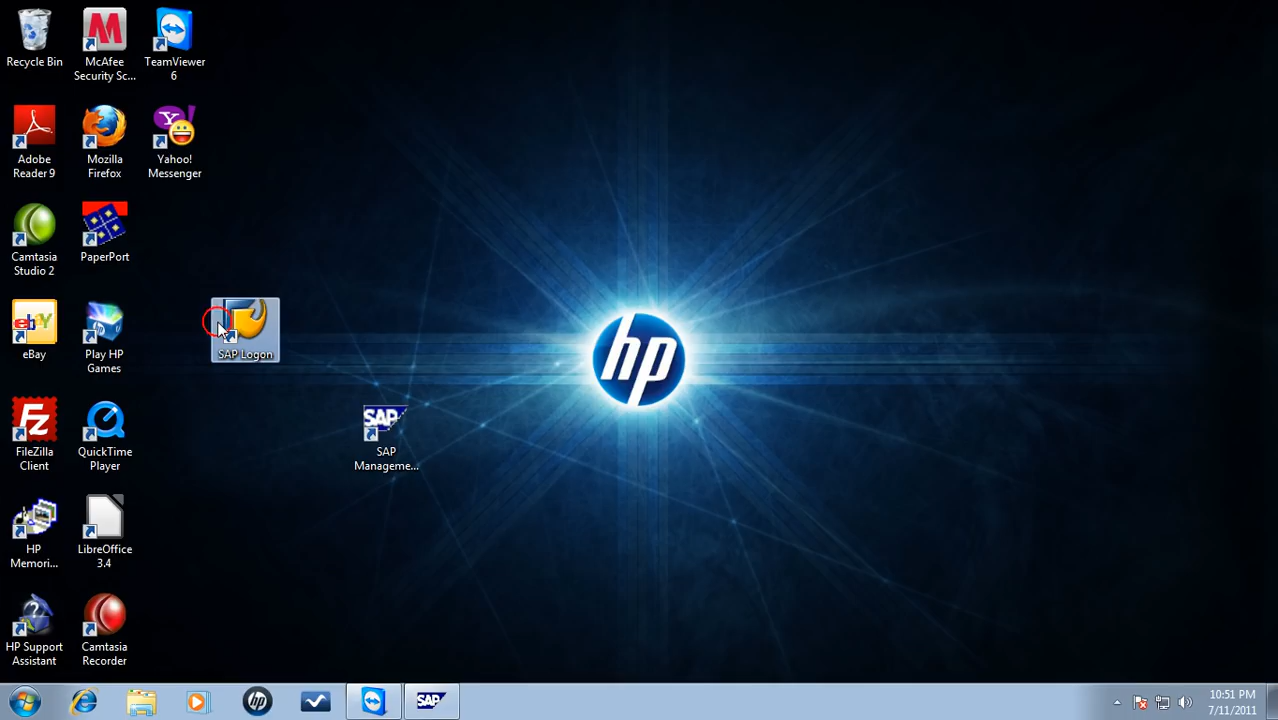 Recycle Bin
McAfee
Security Sc...
TeamViewer
6
Adobe
Reader 9
Mozilla
Firefox
Yahoo!
Messenger
Camtasia
Studio 2
PaperPort
eBay
Play HP
Games
SAP Logon
FileZilla
Client
QuickTime
Player
SAP
SAP
Manageme...
HP
Memori...
LibreOffice
3.4
HP Support
Assistant
Camtasia
Recorder
hp
hp
SAP
10:51 PM
7/11/2011